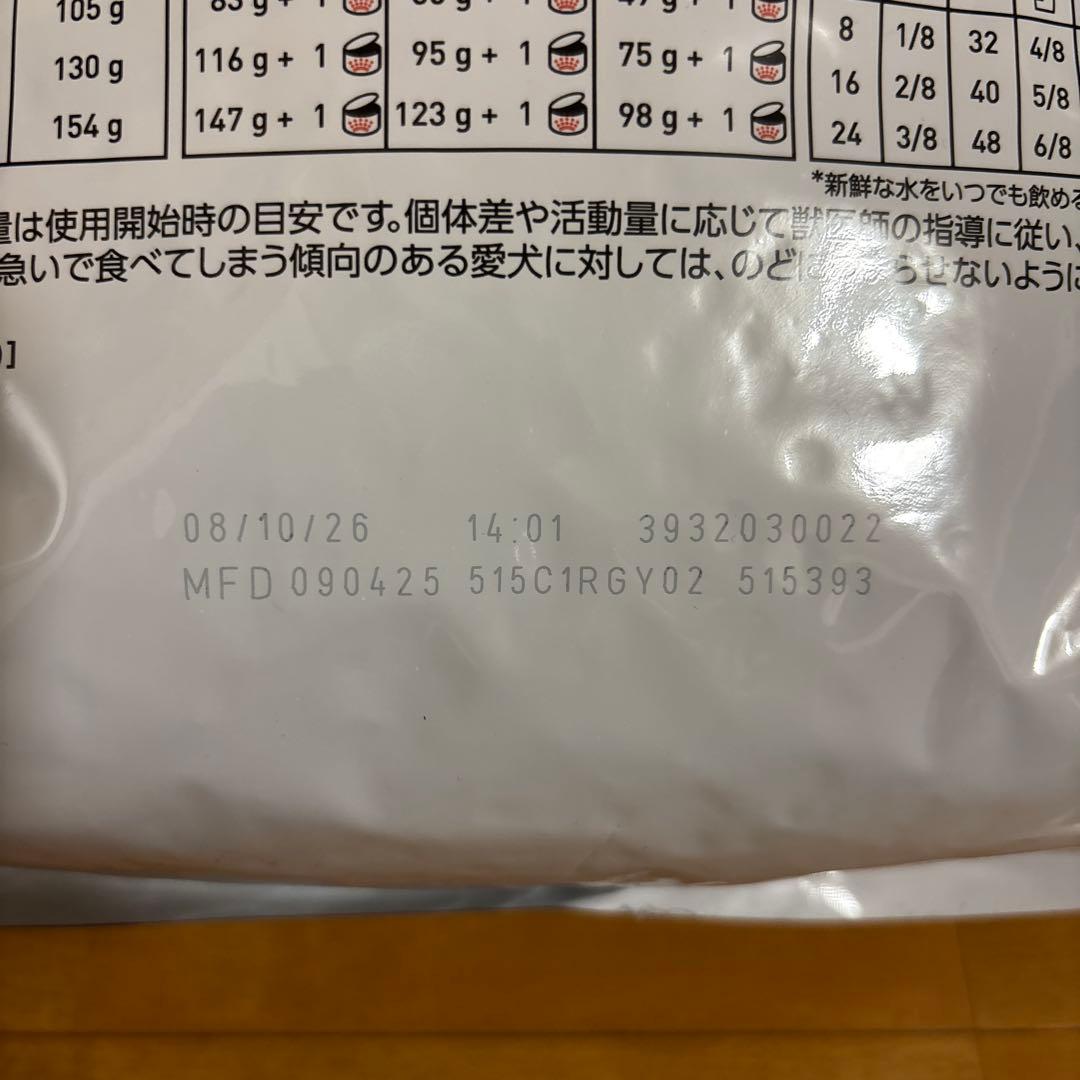 105 g
130 g 116 g + 1 95 g + 1 75 g + 1
154 g 147 g + 1 123 g + 1 98 g + 1
8 1/8 32 4/8
16 2/8 40 5/8
24 3/8 48 6/8
*新鮮な水をいつでも飲める
量は使用開始時の目安です。個体差や活動量に応じて獣医師の指導に従い、
急いで食べてしまう傾向のある愛犬に対しては、のどに らせないように
)]
08/10/26 14:01 3932030022
MFD 090425 515C1RGY02 515393